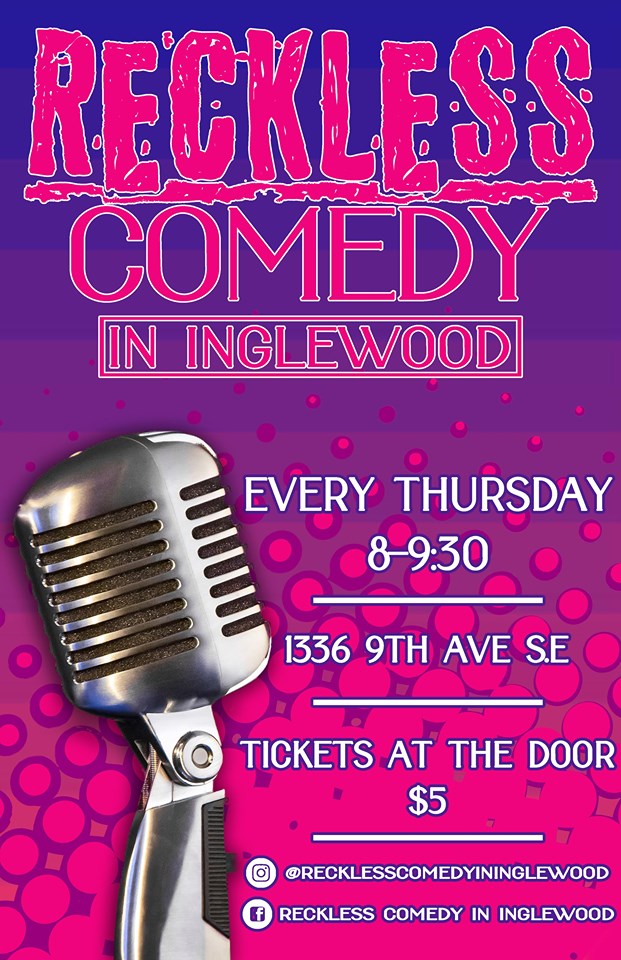 RECKLESS
COMEDY
IN INGLEWOOD
EVERY THURSDAY
8-9:30
1336 9TH AVE S.E
TICKETS AT THE DOOR
$5
@RECKLESSCOMEDYININGLEWOOD
RECKLESS COMEDY IN INGLEWOOD